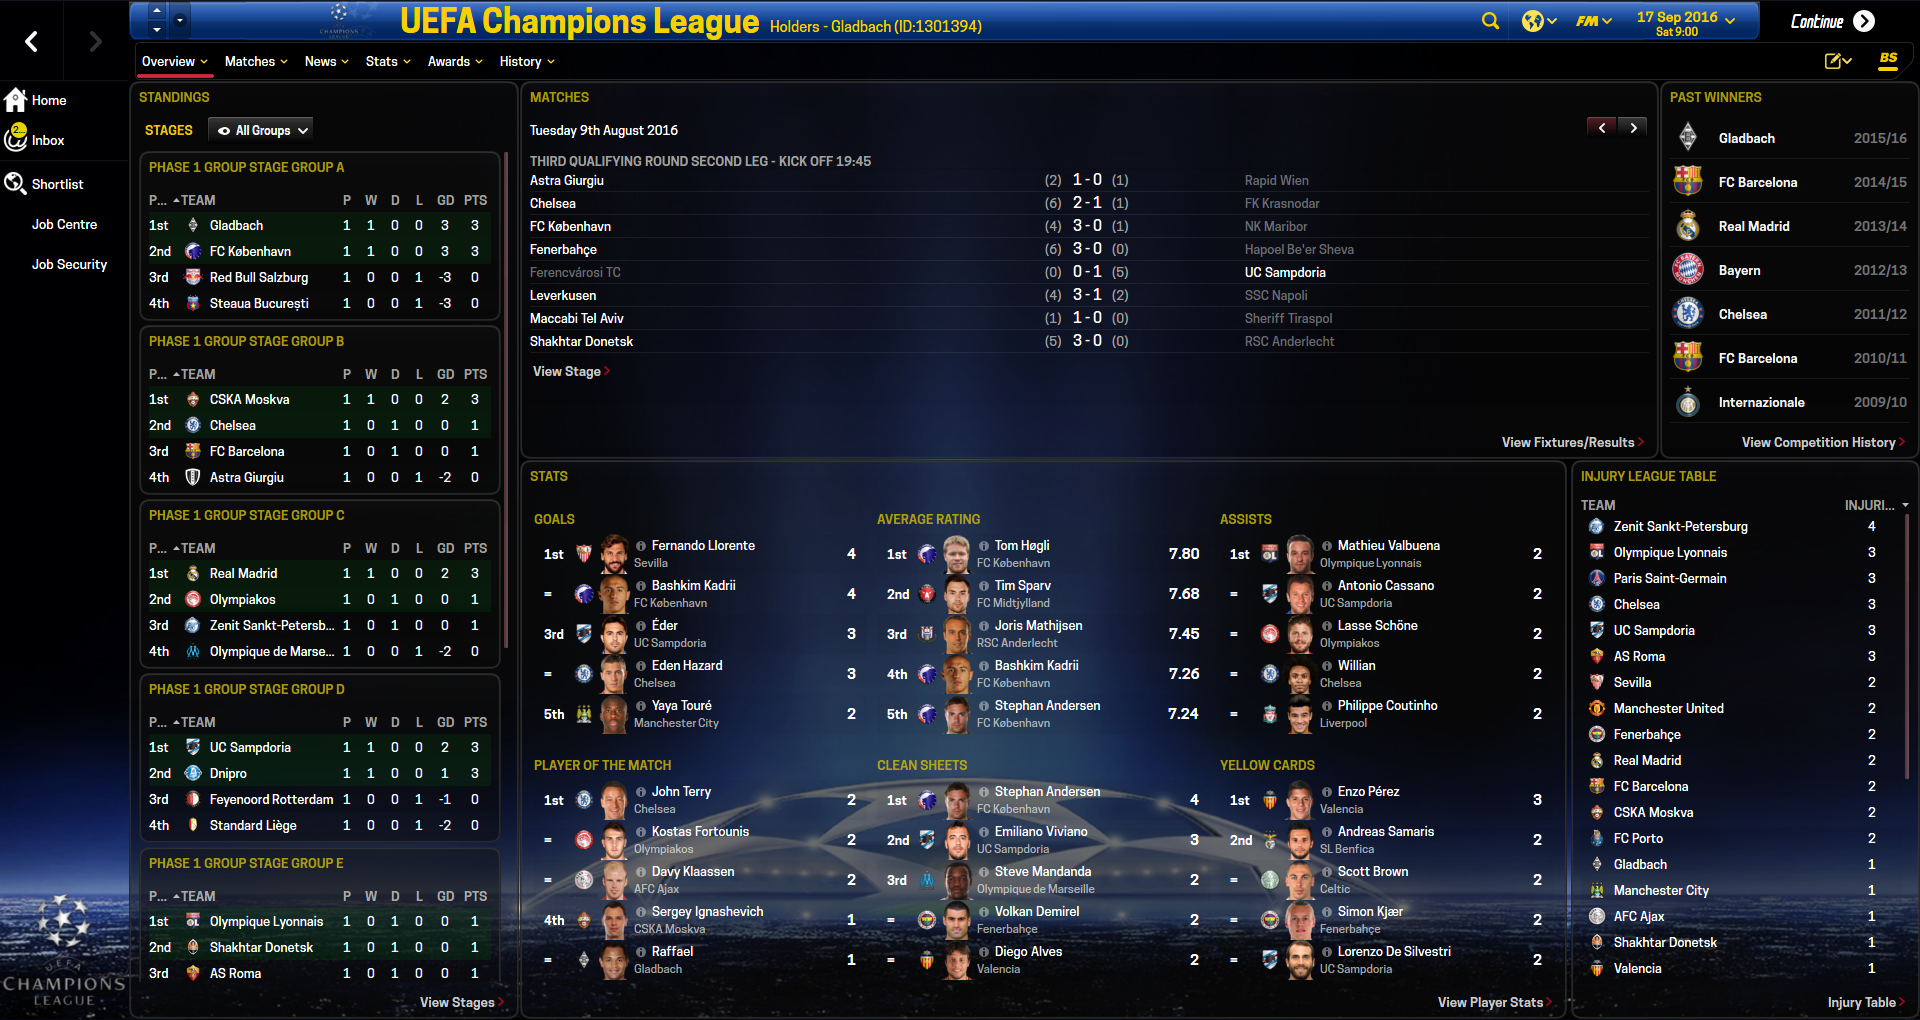 UEFA Champions League Holders - Gladbach (ID:1301394)
FM
17 Sep 2016
Sat 9:00
Continue
Overview Matches News Stats Awards History
BS
Home
2...
Inbox
Shortlist
Job Centre
Job Security
STANDINGS
STAGES All Groups
PHASE 1 GROUP STAGE GROUP A
P... TEAM P W D L GD PTS
1st Gladbach 1 1 0 0 3 3
2nd FC København 1 1 0 0 3 3
3rd Red Bull Salzburg 1 0 0 1 -3 0
4th Steaua București 1 0 0 1 -3 0
PHASE 1 GROUP STAGE GROUP B
P... TEAM P W D L GD PTS
1st CSKA Moskva 1 1 0 0 2 3
2nd Chelsea 1 0 1 0 0 1
3rd FC Barcelona 1 0 1 0 0 1
4th Astra Giurgiu 1 0 0 1 -2 0
PHASE 1 GROUP STAGE GROUP C
P... TEAM P W D L GD PTS
1st Real Madrid 1 1 0 0 2 3
2nd Olympiakos 1 0 1 0 0 1
3rd Zenit Sankt-Petersb... 1 0 1 0 0 1
4th Olympique de Marse... 1 0 0 1 -2 0
PHASE 1 GROUP STAGE GROUP D
P... TEAM P W D L GD PTS
1st UC Sampdoria 1 1 0 0 2 3
2nd Dnipro 1 1 0 0 1 3
3rd Feyenoord Rotterdam 1 0 0 1 -1 0
4th Standard Liège 1 0 0 1 -2 0
PHASE 1 GROUP STAGE GROUP E
P... TEAM P W D L GD PTS
1st Olympique Lyonnais 1 0 1 0 0 1
2nd Shakhtar Donetsk 1 0 1 0 0 1
3rd AS Roma 1 0 1 0 0 1
View Stages
MATCHES
Tuesday 9th August 2016
THIRD QUALIFYING ROUND SECOND LEG - KICK OFF 19:45
Astra Giurgiu (2) 1 - 0 (1) Rapid Wien
Chelsea (6) 2 - 1 (1) FK Krasnodar
FC København (4) 3 - 0 (1) NK Maribor
Fenerbahçe (6) 3 - 0 (0) Hapoel Be'er Sheva
Ferencvárosi TC (0) 0 - 1 (5) UC Sampdoria
Leverkusen (4) 3 - 1 (2) SSC Napoli
Maccabi Tel Aviv (1) 1 - 0 (0) Sheriff Tiraspol
Shakhtar Donetsk (5) 3 - 0 (0) RSC Anderlecht
View Stage
View Fixtures/Results
PAST WINNERS
Gladbach 2015/16
FC Barcelona 2014/15
Real Madrid 2013/14
Bayern 2012/13
Chelsea 2011/12
FC Barcelona 2010/11
Internazionale 2009/10
View Competition History
STATS
GOALS
1st Fernando Llorente 4
Sevilla
= Bashkim Kadrii 4
FC København
3rd Éder 3
UC Sampdoria
= Eden Hazard 3
Chelsea
5th Yaya Touré 2
Manchester City
AVERAGE RATING
1st Tom Høgli 7.80
FC København
2nd Tim Sparv 7.68
FC Midtjylland
3rd Joris Mathijsen 7.45
RSC Anderlecht
4th Bashkim Kadrii 7.26
FC København
5th Stephan Andersen 7.24
FC København
ASSISTS
1st Mathieu Valbuena 2
Olympique Lyonnais
= Antonio Cassano 2
UC Sampdoria
= Lasse Schöne 2
Olympiakos
= Willian 2
Chelsea
= Philippe Coutinho 2
Liverpool
PLAYER OF THE MATCH
1st John Terry 2
Chelsea
= Kostas Fortounis 2
Olympiakos
= Davy Klaassen 2
AFC Ajax
4th Sergey Ignashevich 1
CSKA Moskva
= Raffael 1
Gladbach
CLEAN SHEETS
1st Stephan Andersen 4
FC København
2nd Emiliano Viviano 3
UC Sampdoria
3rd Steve Mandanda 2
Olympique de Marseille
= Volkan Demirel 2
Fenerbahçe
= Diego Alves 2
Valencia
YELLOW CARDS
1st Enzo Pérez 3
Valencia
2nd Andreas Samaris 2
SL Benfica
= Scott Brown 2
Celtic
= Simon Kjær 2
Fenerbahçe
= Lorenzo De Silvestri 2
UC Sampdoria
View Player Stats
INJURY LEAGUE TABLE
TEAM INJURI...
Zenit Sankt-Petersburg 4
Olympique Lyonnais 3
Paris Saint-Germain 3
Chelsea 3
UC Sampdoria 3
AS Roma 3
Sevilla 2
Manchester United 2
Fenerbahçe 2
Real Madrid 2
FC Barcelona 2
CSKA Moskva 2
FC Porto 2
Gladbach 1
Manchester City 1
AFC Ajax 1
Shakhtar Donetsk 1
Valencia 1
Injury Table
UEFA
CHAMPIONS
LEAGUE